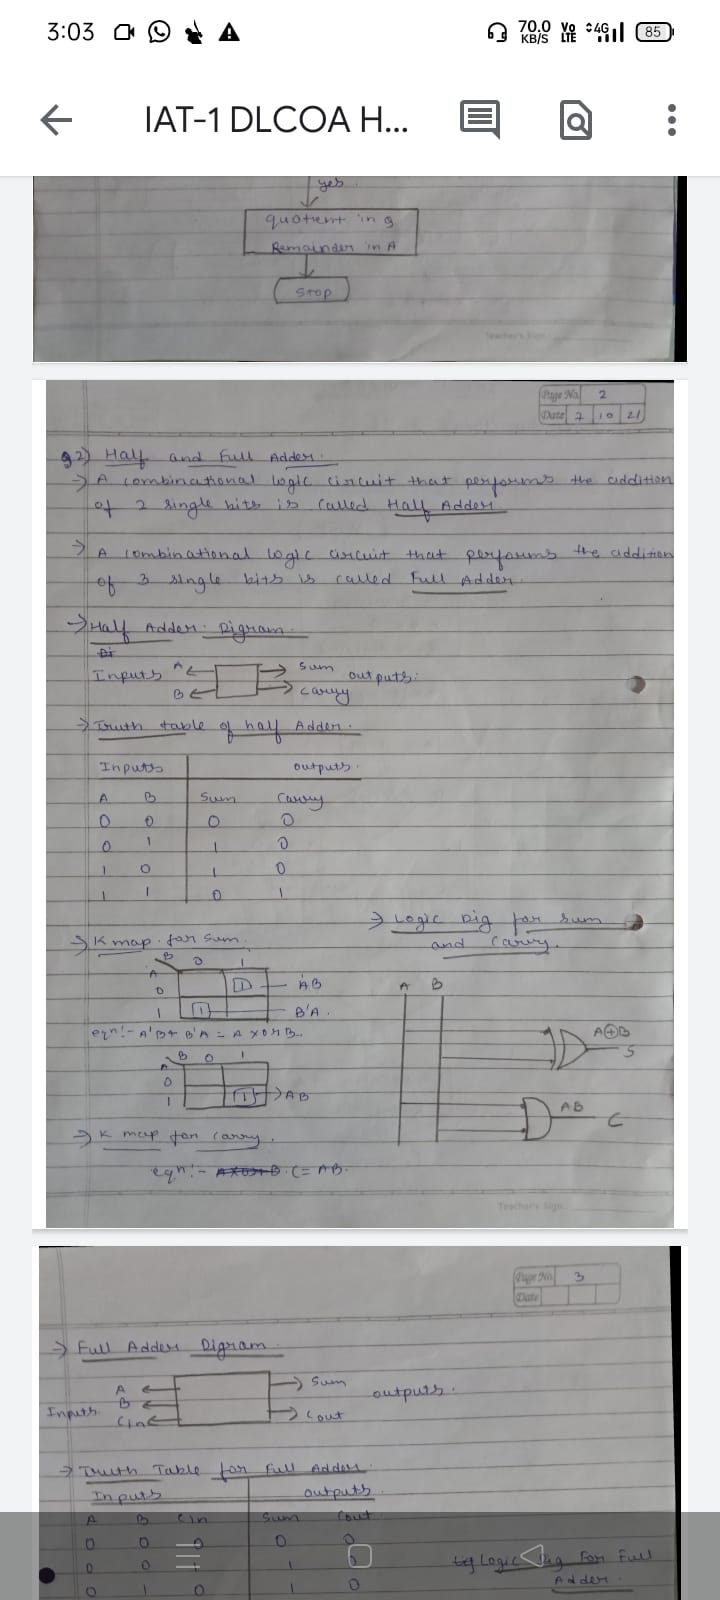 3:03
70.0 KB/S Vo LTE 4G 85
IAT-1 DLCOA H...
yes
quotient in Q
Remainder in A
Stop
Teacher's Sign
Page No. 2
Date 7 10 21
Q2) Half and Full Adder.
→ A combinational logic circuit that performs the addition
of 2 single bits is called Half Adder
→ A combinational logic circuit that performs the addition
of 3 single bits is called Full Adder.
→ Half Adder Digram.
Inputs A B Sum Carry outputs:
→ Truth table of half Adder.
Inputs outputs.
A B Sum Carry
0 0 0 0
0 1 1 0
1 0 1 0
1 1 0 1
→ Logic Dig for sum
and carry.
→ K map for sum.
B 0 1
A
0 1 A'B
1 1 B'A.
eqn:- A'B + B'A = A XOR B.
A B
A⊕B
S
B 0 1
A
0
1 1 → AB
AB
C
→ K map for carry.
eqn:- A XOR B. C = AB.
Teacher's Sign
Page No. 3
Date
→ Full Adder Digram
Inputs A B Cin Sum Cout outputs.
→ Truth Table for Full Adder
Inputs outputs
A B Cin Sum Cout
0 0 0 0 0
0 0 1
0 1 0 1 0
Logic Dig For Full
Adder.